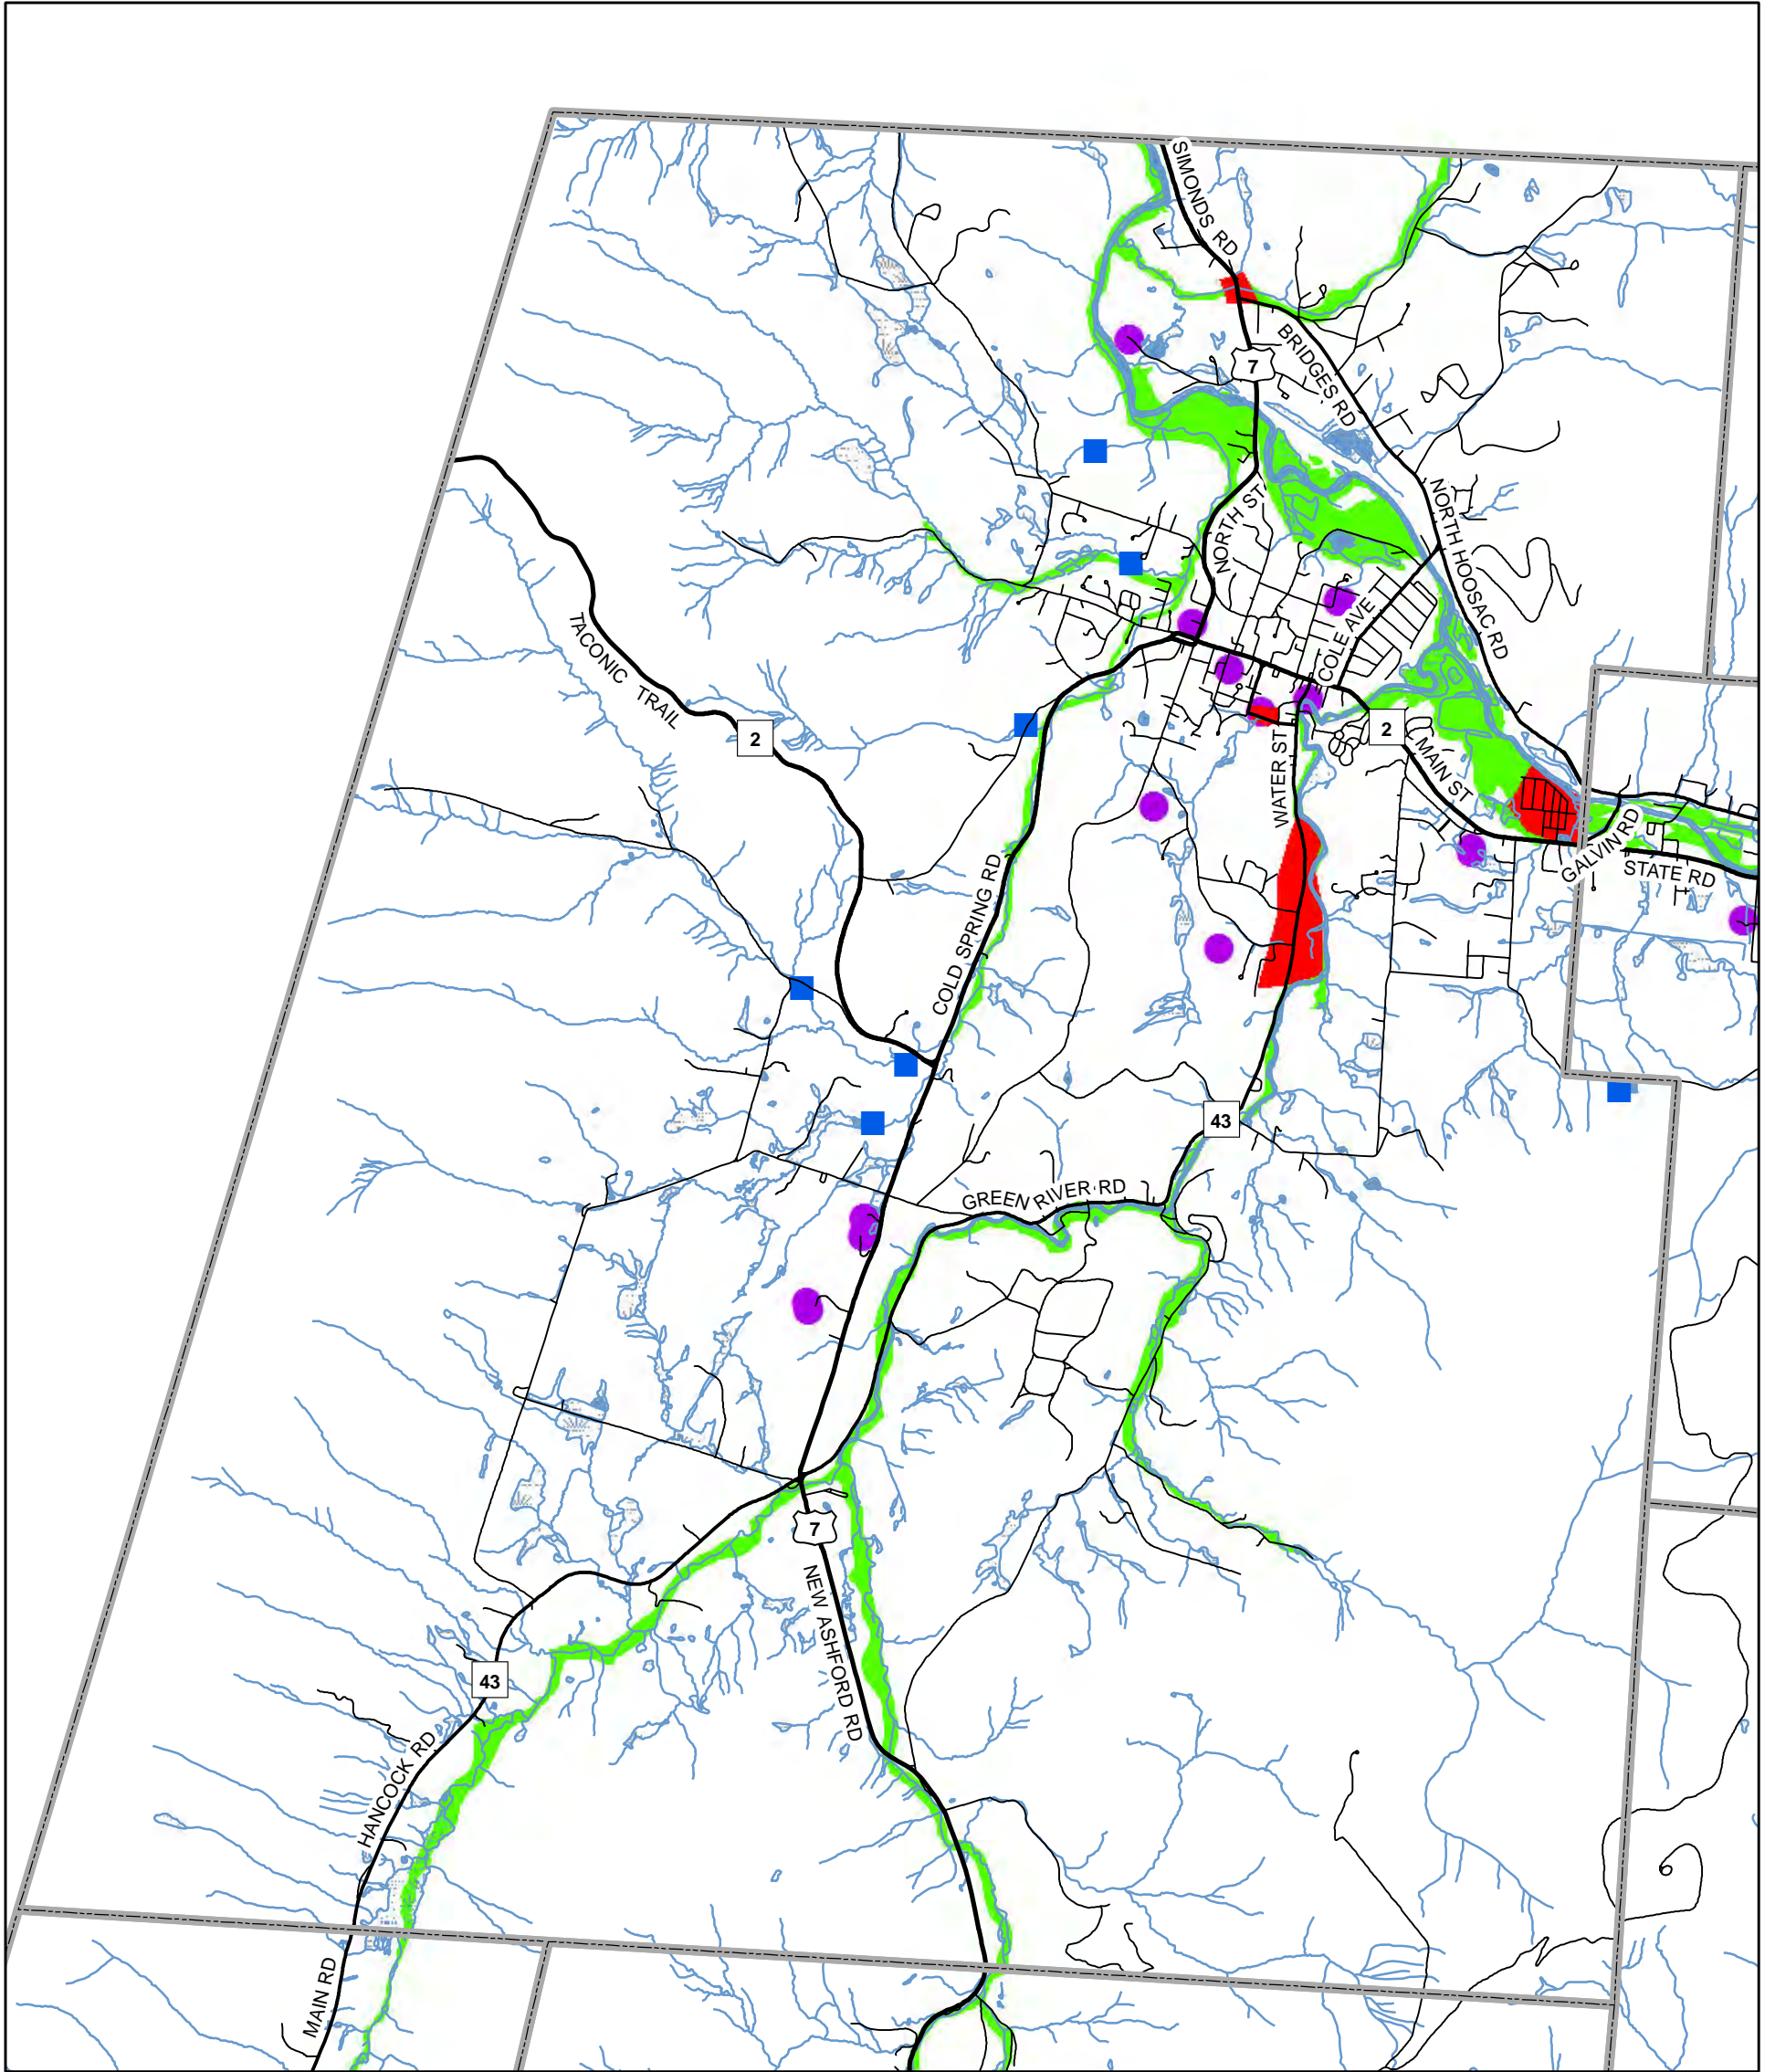 SIMONDS RD
7
BRIDGES RD
NORTH ST
NORTH HOOSAC RD
TACONIC TRAIL
COLE AVE
2
2
WATER ST
MAIN ST
GALVIN RD
STATE RD
COLD SPRING RD
43
GREEN RIVER RD
7
NEW ASHFORD RD
43
HANCOCK RD
MAIN RD